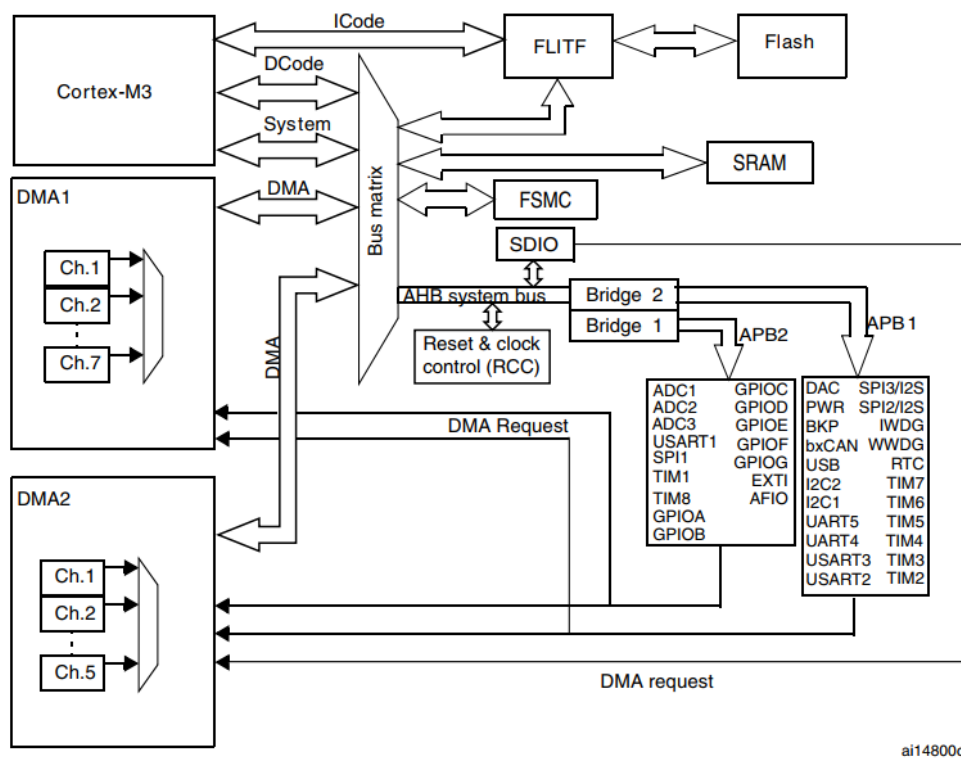 ICode
Cortex-M3
FLITF
Flash
DCode
System
SRAM
DMA1
DMA
FSMC
Bus matrix
SDIO
Ch.1
Ch.2
Ch.7
AHB system bus
Bridge 2
Bridge 1
APB2
APB1
Reset & clock
control (RCC)
DMA
ADC1 GPIOC
ADC2 GPIOD
ADC3 GPIOE
USART1 GPIOF
SPI1 GPIOG
TIM1 EXTI
TIM8 AFIO
GPIOA
GPIOB
DAC SPI3/I2S
PWR SPI2/I2S
BKP IWDG
bxCAN WWDG
USB RTC
I2C2 TIM7
I2C1 TIM6
UART5 TIM5
UART4 TIM4
USART3 TIM3
USART2 TIM2
DMA Request
DMA2
Ch.1
Ch.2
Ch.5
DMA request
ai14800c